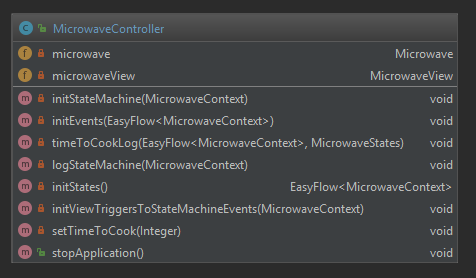 MicrowaveController
microwave Microwave
microwaveView MicrowaveView
initStateMachine(MicrowaveContext) void
initEvents(EasyFlow<MicrowaveContext>) void
timeToCookLog(EasyFlow<MicrowaveContext>, MicrowaveStates) void
logStateMachine(MicrowaveContext) void
initStates() EasyFlow<MicrowaveContext>
initViewTriggersToStateMachineEvents(MicrowaveContext) void
setTimeToCook(Integer) void
stopApplication() void